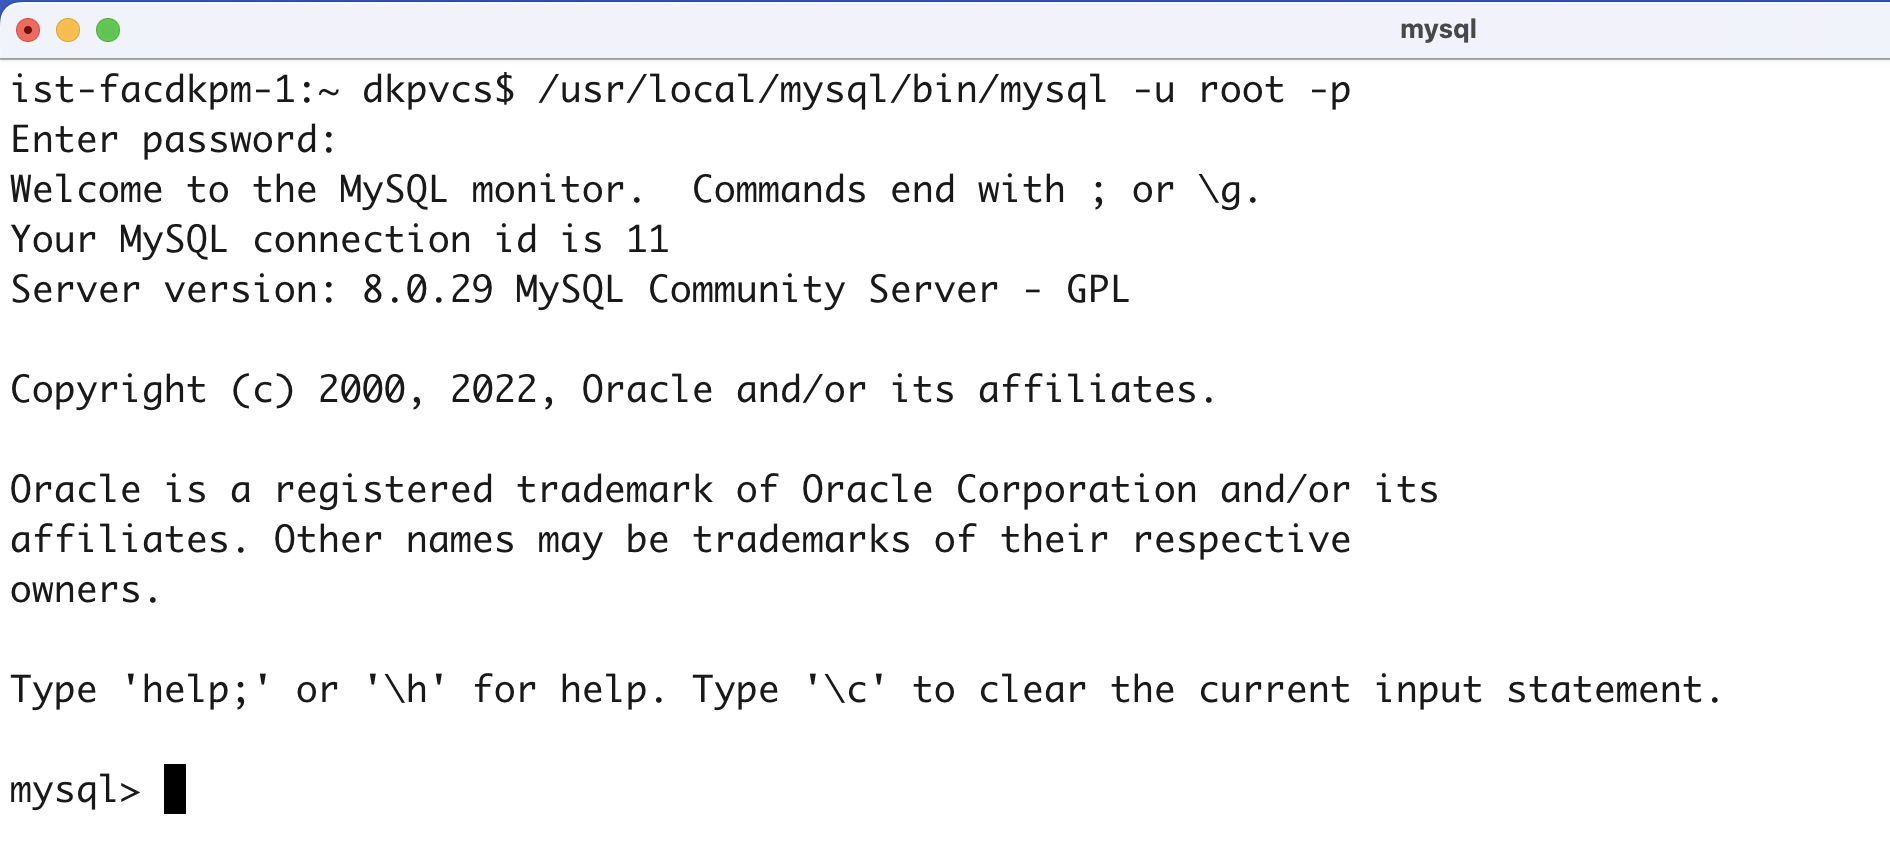 mysql
ist-facdkpm-1:~ dkpvcs$ /usr/local/mysql/bin/mysql -u root -p
Enter password:
Welcome to the MySQL monitor.  Commands end with ; or \g.
Your MySQL connection id is 11
Server version: 8.0.29 MySQL Community Server - GPL
Copyright (c) 2000, 2022, Oracle and/or its affiliates.
Oracle is a registered trademark of Oracle Corporation and/or its
affiliates. Other names may be trademarks of their respective
owners.
Type 'help;' or '\h' for help. Type '\c' to clear the current input statement.
mysql>